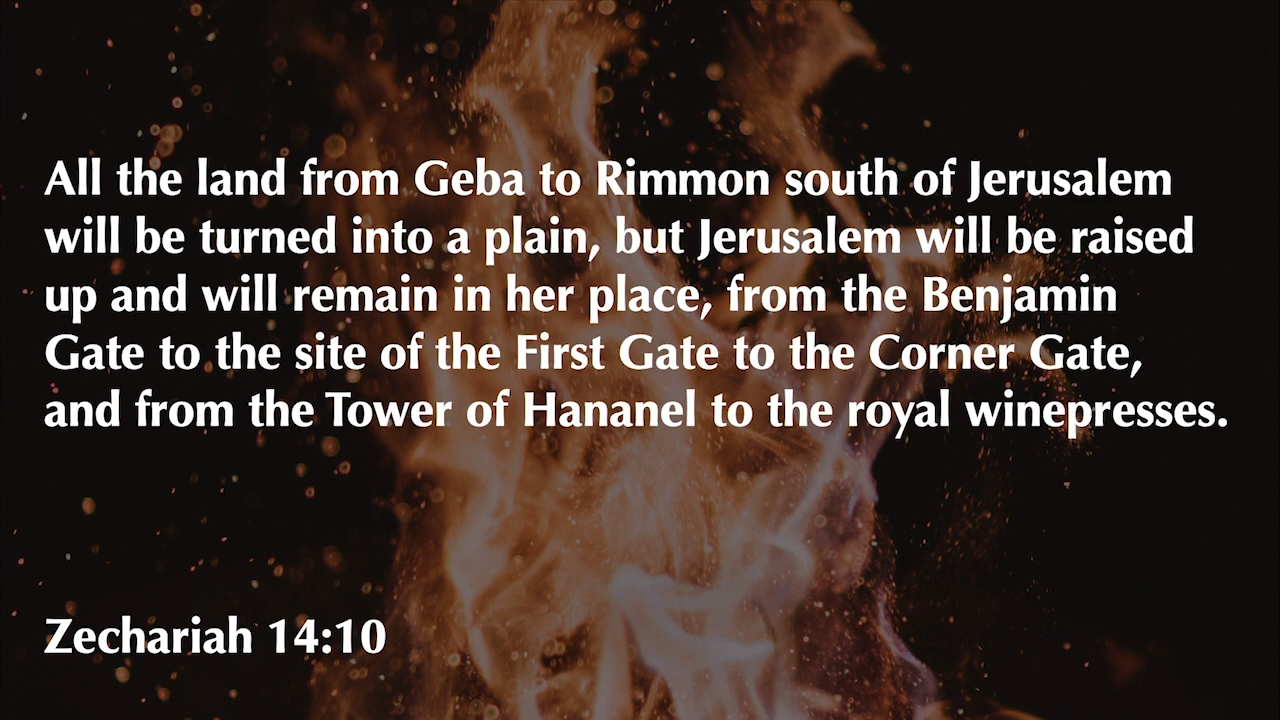 All the land from Geba to Rimmon south of Jerusalem
will be turned into a plain, but Jerusalem will be raised
up and will remain in her place, from the Benjamin
Gate to the site of the First Gate to the Corner Gate,
and from the Tower of Hananel to the royal winepresses.
Zechariah 14:10